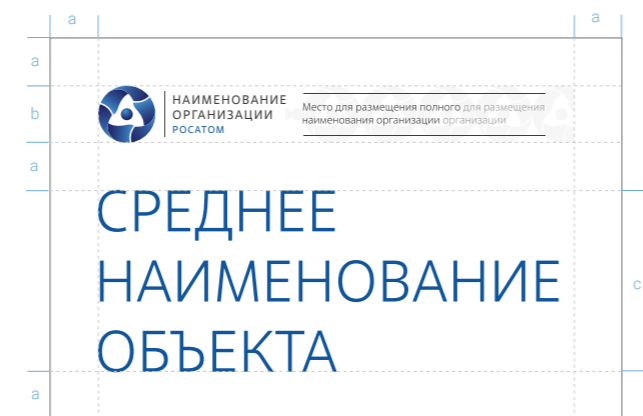 a a
a
b
a
НАИМЕНОВАНИЕ
ОРГАНИЗАЦИИ
РОСАТОМ
Место для размещения полного для размещения
наименования организации организации
СРЕДНЕЕ
НАИМЕНОВАНИЕ
ОБЪЕКТА
c
a